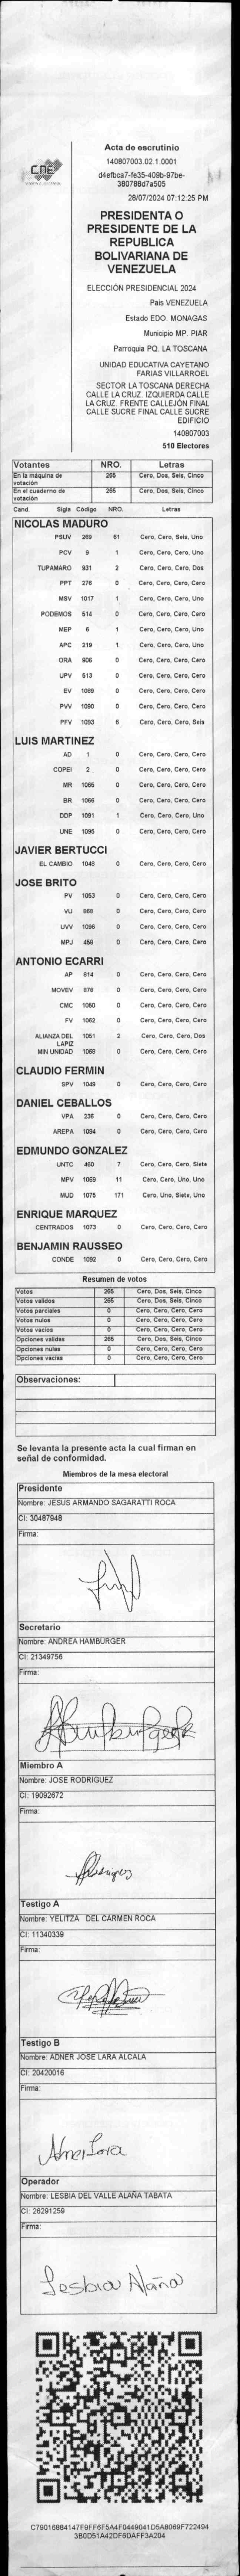 CNE
Acta de escrutinio
140807003.02.1.0001
d4efbca7-fe35-409b-97be-
380788d7a505
28/07/2024 07:12:25 PM
PRESIDENTA O
PRESIDENTE DE LA
REPUBLICA
BOLIVARIANA DE
VENEZUELA
ELECCIÓN PRESIDENCIAL 2024
Pais VENEZUELA
Estado EDO. MONAGAS
Municipio MP. PIAR
Parroquia PQ. LA TOSCANA
UNIDAD EDUCATIVA CAYETANO
FARIAS VILLARROEL
SECTOR LA TOSCANA DERECHA
CALLE LA CRUZ. IZQUIERDA CALLE
LA CRUZ. FRENTE CALLEJÓN FINAL
CALLE SUCRE FINAL CALLE SUCRE
EDIFICIO
140807003
510 Electores
Votantes NRO. Letras
En la máquina de votación 265 Cero, Dos, Seis, Cinco
En el cuaderno de votación 265 Cero, Dos, Seis, Cinco
Cand. Sigla Código NRO. Letras
NICOLAS MADURO
PSUV 269 61 Cero, Cero, Seis, Uno
PCV 9 1 Cero, Cero, Cero, Uno
TUPAMARO 931 2 Cero, Cero, Cero, Dos
PPT 276 0 Cero, Cero, Cero, Cero
MSV 1017 1 Cero, Cero, Cero, Uno
PODEMOS 514 0 Cero, Cero, Cero, Cero
MEP 6 1 Cero, Cero, Cero, Uno
APC 219 1 Cero, Cero, Cero, Uno
ORA 906 0 Cero, Cero, Cero, Cero
UPV 513 0 Cero, Cero, Cero, Cero
EV 1089 0 Cero, Cero, Cero, Cero
PVV 1090 0 Cero, Cero, Cero, Cero
PFV 1093 6 Cero, Cero, Cero, Seis
LUIS MARTINEZ
AD 1 0 Cero, Cero, Cero, Cero
COPEI 2 0 Cero, Cero, Cero, Cero
MR 1065 0 Cero, Cero, Cero, Cero
BR 1066 0 Cero, Cero, Cero, Cero
DDP 1091 1 Cero, Cero, Cero, Uno
UNE 1095 0 Cero, Cero, Cero, Cero
JAVIER BERTUCCI
EL CAMBIO 1048 0 Cero, Cero, Cero, Cero
JOSE BRITO
PV 1053 0 Cero, Cero, Cero, Cero
VU 868 0 Cero, Cero, Cero, Cero
UVV 1096 0 Cero, Cero, Cero, Cero
MPJ 458 0 Cero, Cero, Cero, Cero
ANTONIO ECARRI
AP 814 0 Cero, Cero, Cero, Cero
MOVEV 878 0 Cero, Cero, Cero, Cero
CMC 1050 0 Cero, Cero, Cero, Cero
FV 1062 0 Cero, Cero, Cero, Cero
ALIANZA DEL LAPIZ 1051 2 Cero, Cero, Cero, Dos
MIN UNIDAD 1058 0 Cero, Cero, Cero, Cero
CLAUDIO FERMIN
SPV 1049 0 Cero, Cero, Cero, Cero
DANIEL CEBALLOS
VPA 236 0 Cero, Cero, Cero, Cero
AREPA 1094 0 Cero, Cero, Cero, Cero
EDMUNDO GONZALEZ
UNTC 460 7 Cero, Cero, Cero, Siete
MPV 1069 11 Cero, Cero, Uno, Uno
MUD 1075 171 Cero, Uno, Siete, Uno
ENRIQUE MARQUEZ
CENTRADOS 1073 0 Cero, Cero, Cero, Cero
BENJAMIN RAUSSEO
CONDE 1092 0 Cero, Cero, Cero, Cero
Resumen de votos
Votos 265 Cero, Dos, Seis, Cinco
Votos validos 265 Cero, Dos, Seis, Cinco
Votos parciales 0 Cero, Cero, Cero, Cero
Votos nulos 0 Cero, Cero, Cero, Cero
Votos vacios 0 Cero, Cero, Cero, Cero
Opciones validas 265 Cero, Dos, Seis, Cinco
Opciones nulas 0 Cero, Cero, Cero, Cero
Opciones vacias 0 Cero, Cero, Cero, Cero
Observaciones:
Se levanta la presente acta la cual firman en
señal de conformidad.
Miembros de la mesa electoral
Presidente
Nombre: JESUS ARMANDO SAGARATTI ROCA
CI: 30487948
Firma:
Secretario
Nombre: ANDREA HAMBURGER
CI: 21349756
Firma:
Miembro A
Nombre: JOSE RODRIGUEZ
CI: 19092672
Firma:
Testigo A
Nombre: YELITZA DEL CARMEN ROCA
CI: 11340339
Firma:
Testigo B
Nombre: ADNER JOSE LARA ALCALA
CI: 20420016
Firma:
Adner Lara
Operador
Nombre: LESBIA DEL VALLE ALAÑA TABATA
CI: 26291259
Firma:
Lesbia Alaña
C79016884147F9FF6F5A4F0449041D5A8069F722494
3B0D51A42DF6DAFF3A204